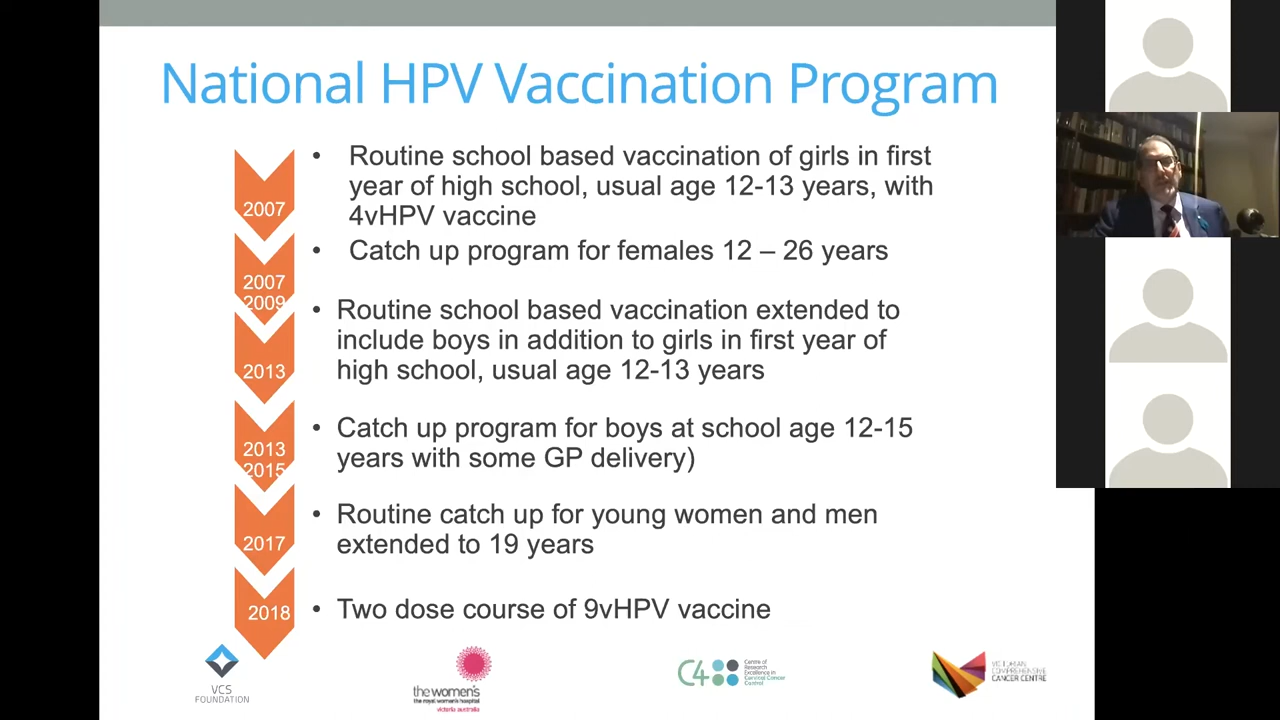 National HPV Vaccination Program
2007
• Routine school based vaccination of girls in first
year of high school, usual age 12-13 years, with
4vHPV vaccine
2007
2009
• Catch up program for females 12 – 26 years
2013
• Routine school based vaccination extended to
include boys in addition to girls in first year of
high school, usual age 12-13 years
2013
2015
• Catch up program for boys at school age 12-15
years with some GP delivery)
2017
• Routine catch up for young women and men
extended to 19 years
2018
• Two dose course of 9vHPV vaccine
VCS
FOUNDATION
the women's
the royal women's hospital
victoria australia
C4
Centre of
Research
Excellence in
Cervical Cancer
Control
VICTORIAN
COMPREHENSIVE
CANCER CENTRE